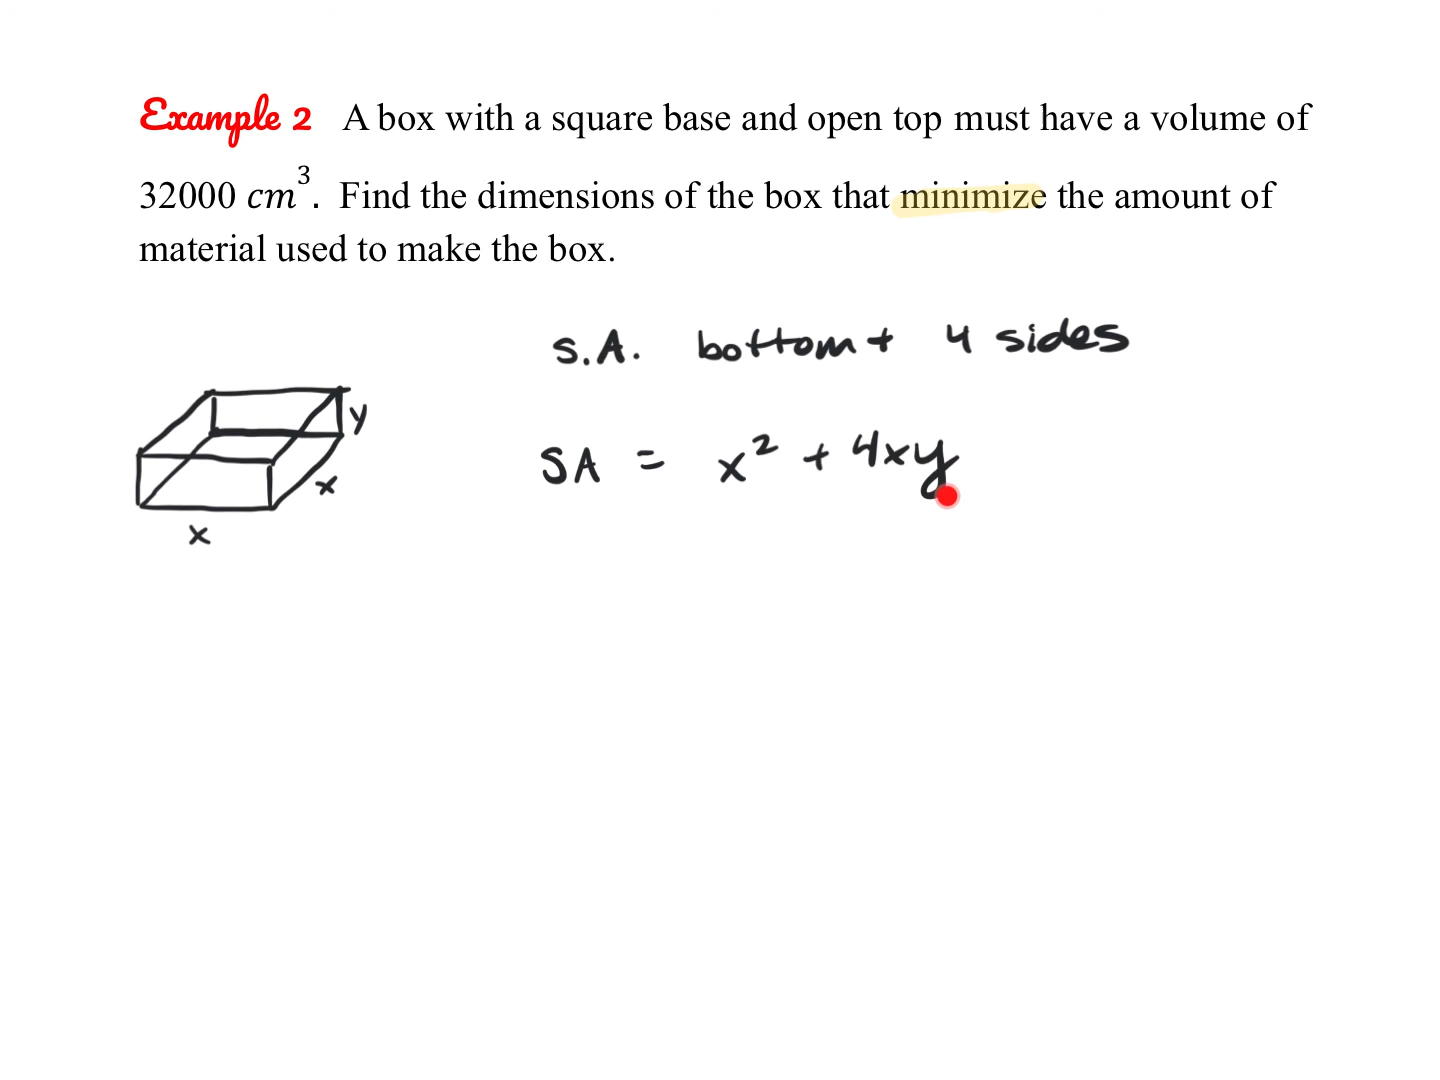 Example 2 A box with a square base and open top must have a volume of
32000 cm³. Find the dimensions of the box that minimize the amount of
material used to make the box.
S.A. bottom + 4 sides
y
SA = x² + 4xy
x
x